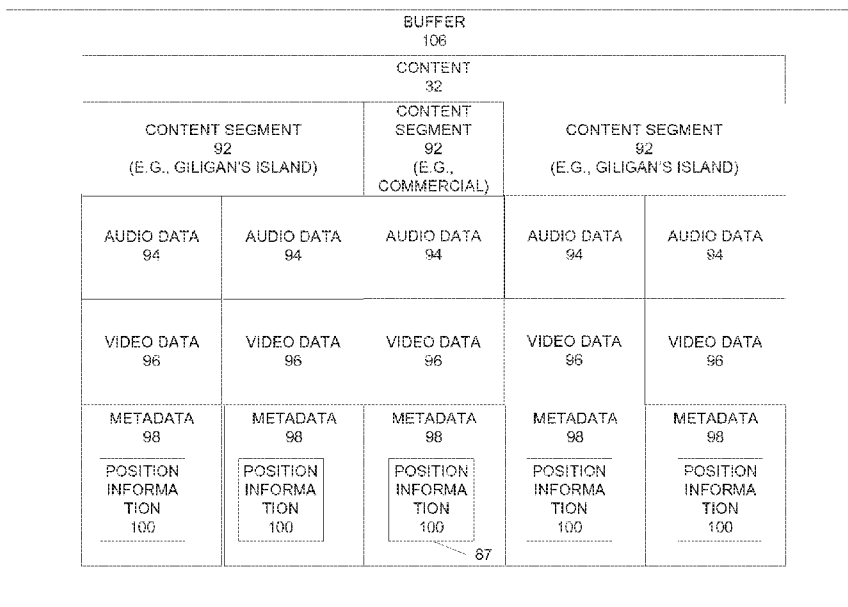 BUFFER
106
CONTENT
32
CONTENT SEGMENT
92
(E.G., GILIGAN'S ISLAND)
CONTENT
SEGMENT
92
(E.G.,
COMMERCIAL)
CONTENT SEGMENT
92
(E.G., GILIGAN'S ISLAND)
AUDIO DATA
94
AUDIO DATA
94
AUDIO DATA
94
AUDIO DATA
94
AUDIO DATA
94
VIDEO DATA
96
VIDEO DATA
96
VIDEO DATA
96
VIDEO DATA
96
VIDEO DATA
96
METADATA
98
METADATA
98
METADATA
98
METADATA
98
METADATA
98
POSITION
INFORMA
TION
100
POSITION
INFORMA
TION
100
POSITION
INFORMA
TION
100
POSITION
INFORMA
TION
100
POSITION
INFORMA
TION
100
87